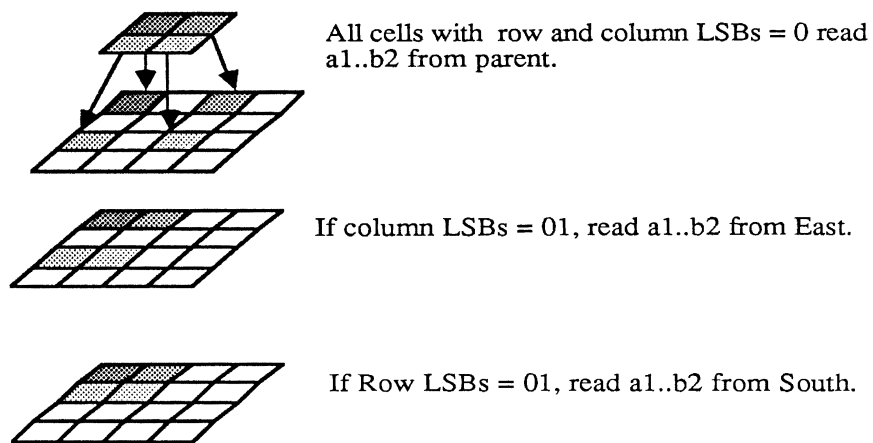 All cells with row and column LSBs = 0 read
a1..b2 from parent.
If column LSBs = 01, read a1..b2 from East.
If Row LSBs = 01, read a1..b2 from South.